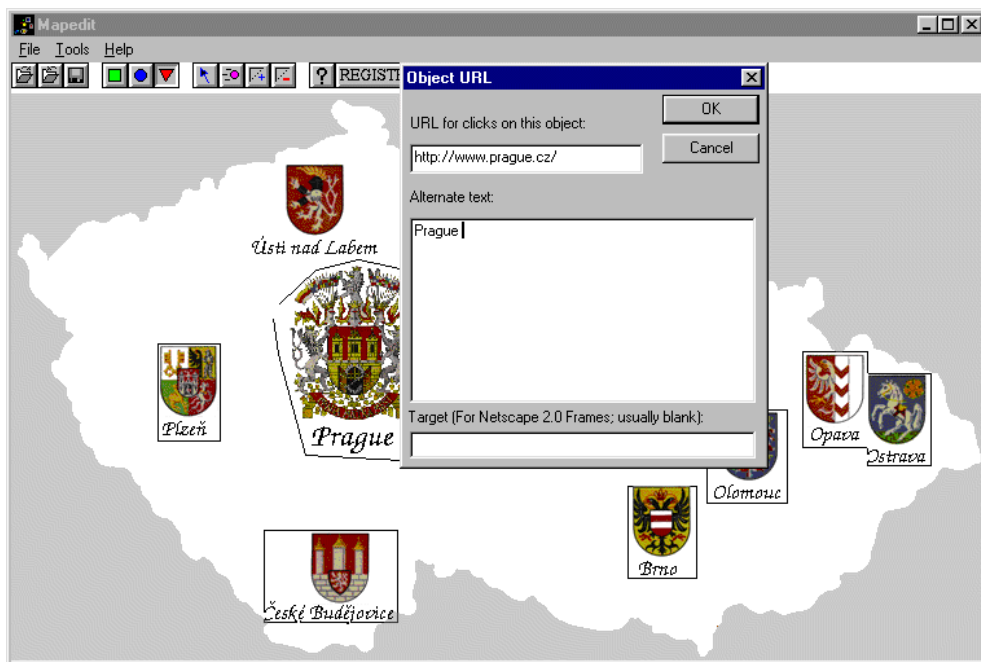 Mapedit
File Tools Help
? REGISTE
Object URL
OK
URL for clicks on this object:
Cancel
http://www.prague.cz/
Alternate text:
Prague
Target (For Netscape 2.0 Frames; usually blank):
Ústi nad Labem
Prague
Plzeň
Opava
Ostrava
Olomouc
Brno
České Budějovice